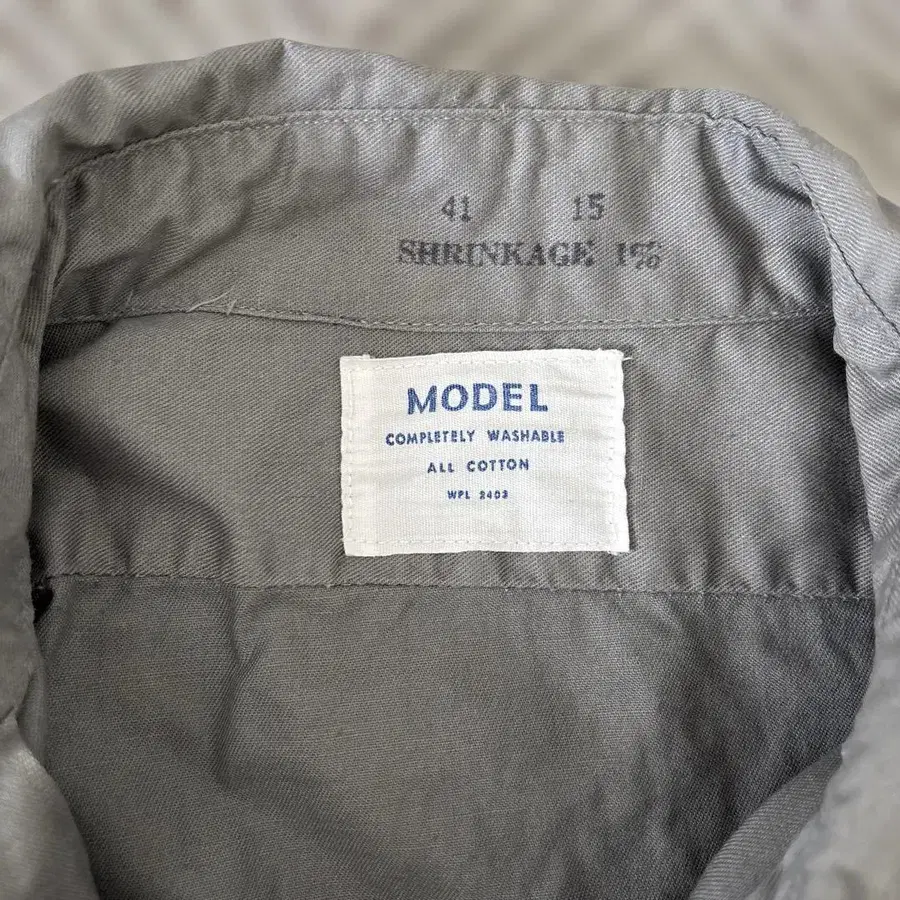 41 15
SHRINKAGE 1%
MODEL
COMPLETELY WASHABLE
ALL COTTON
WPL 2403